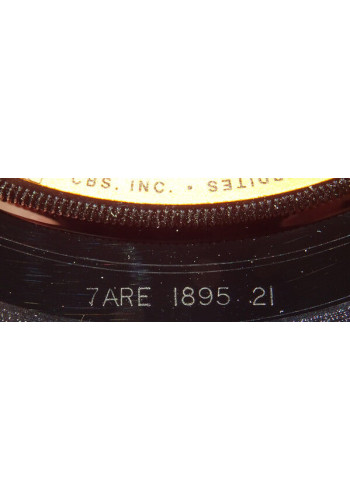 CBS. INC. •
7ARE 1895 21